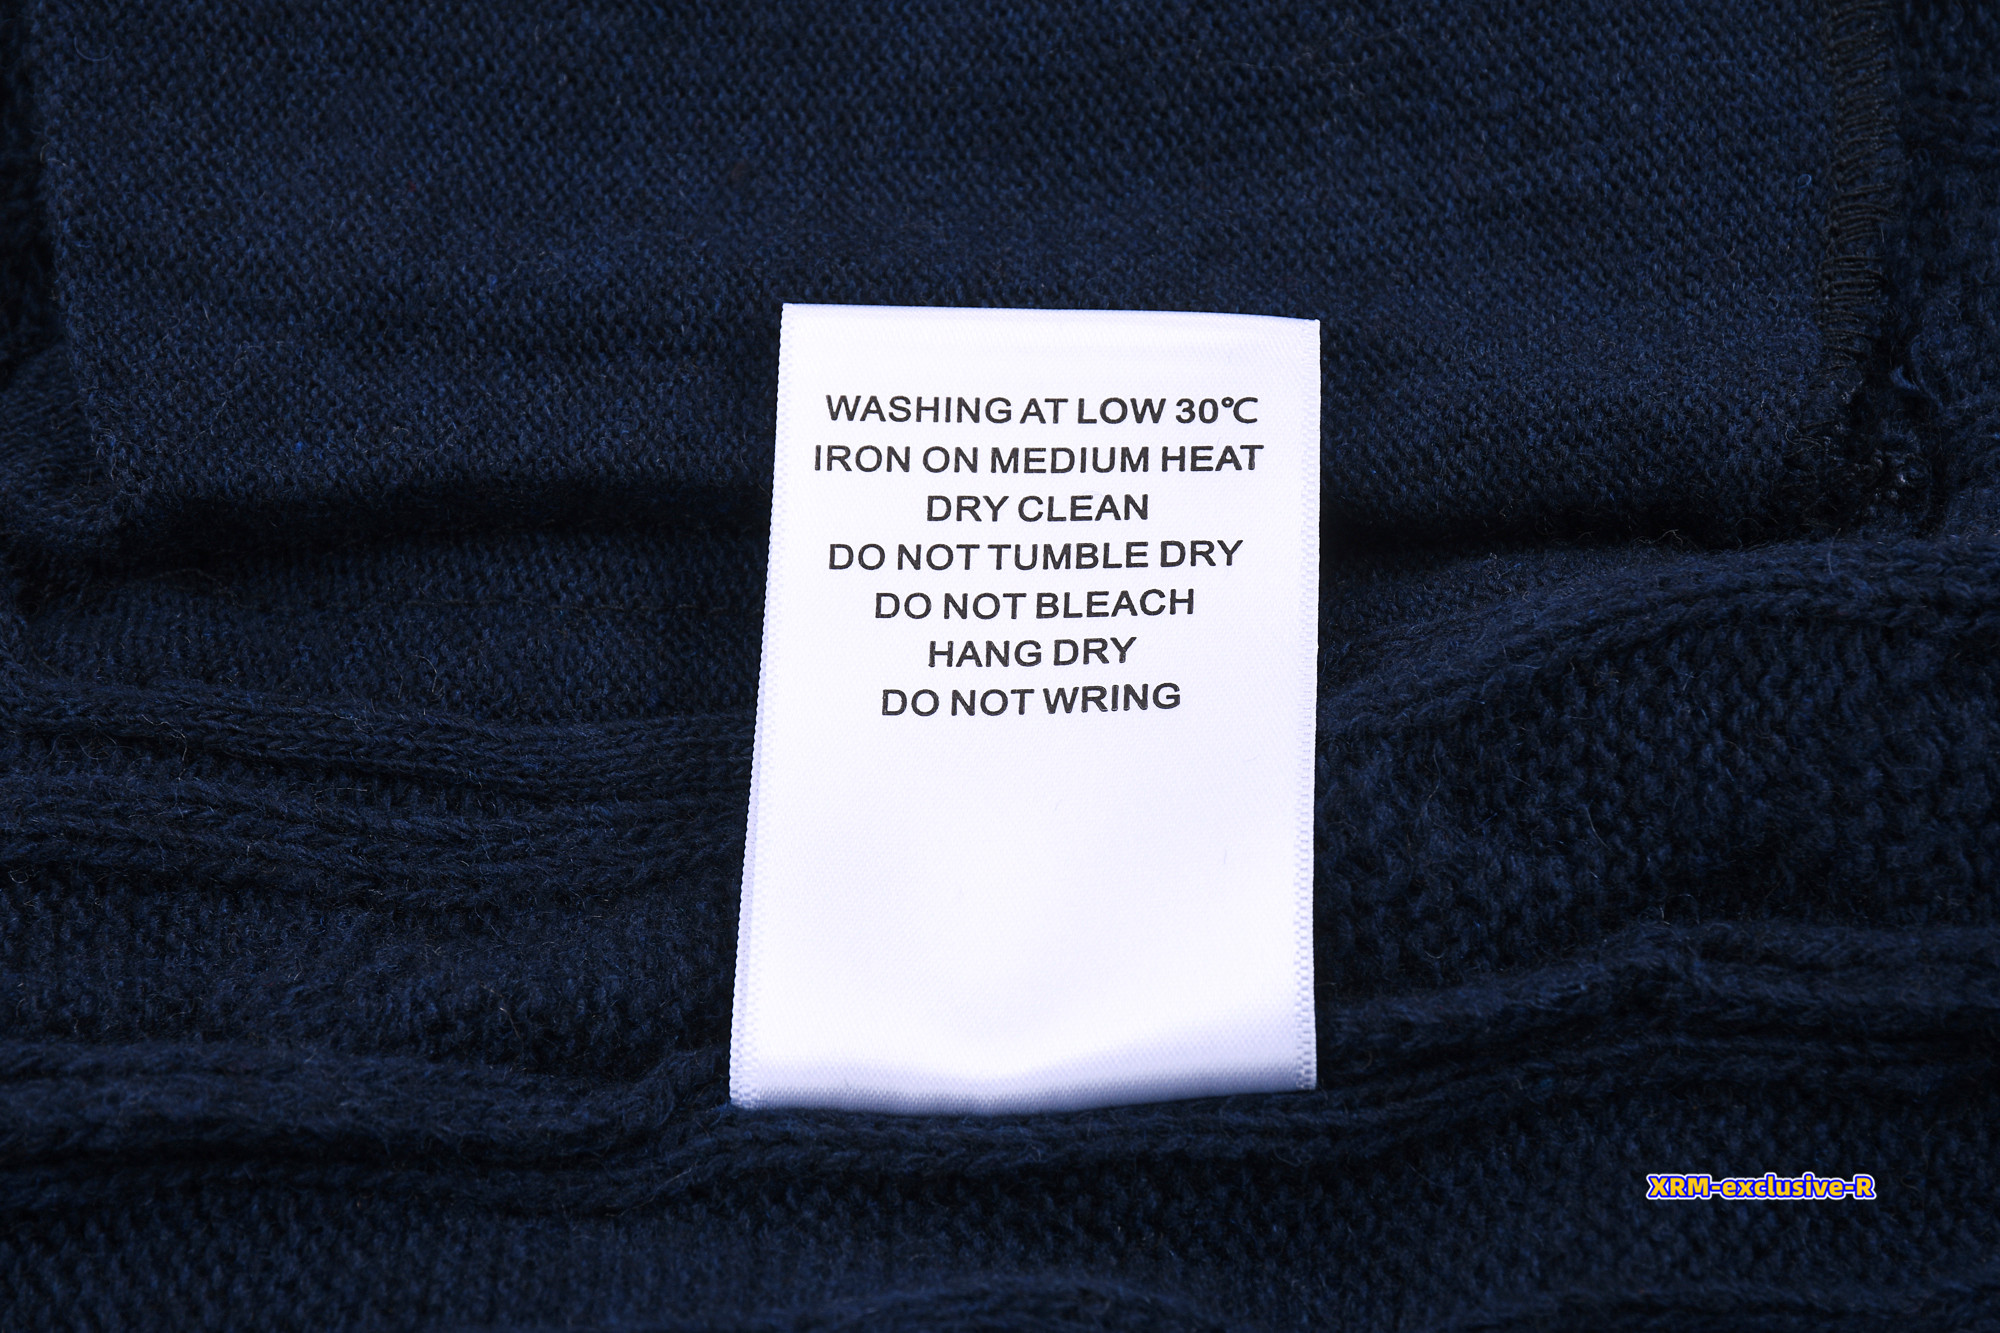 WASHING AT LOW 30℃
IRON ON MEDIUM HEAT
DRY CLEAN
DO NOT TUMBLE DRY
DO NOT BLEACH
HANG DRY
DO NOT WRING
XRM-exclusive-R